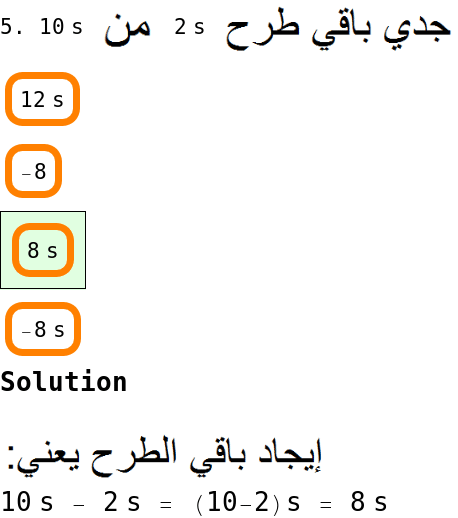 5. جدي باقي طرح 2 s من 10 s
12 s
-8
8 s
-8 s
Solution
إيجاد باقي الطرح يعني:
10 s - 2 s = (10-2)s = 8 s